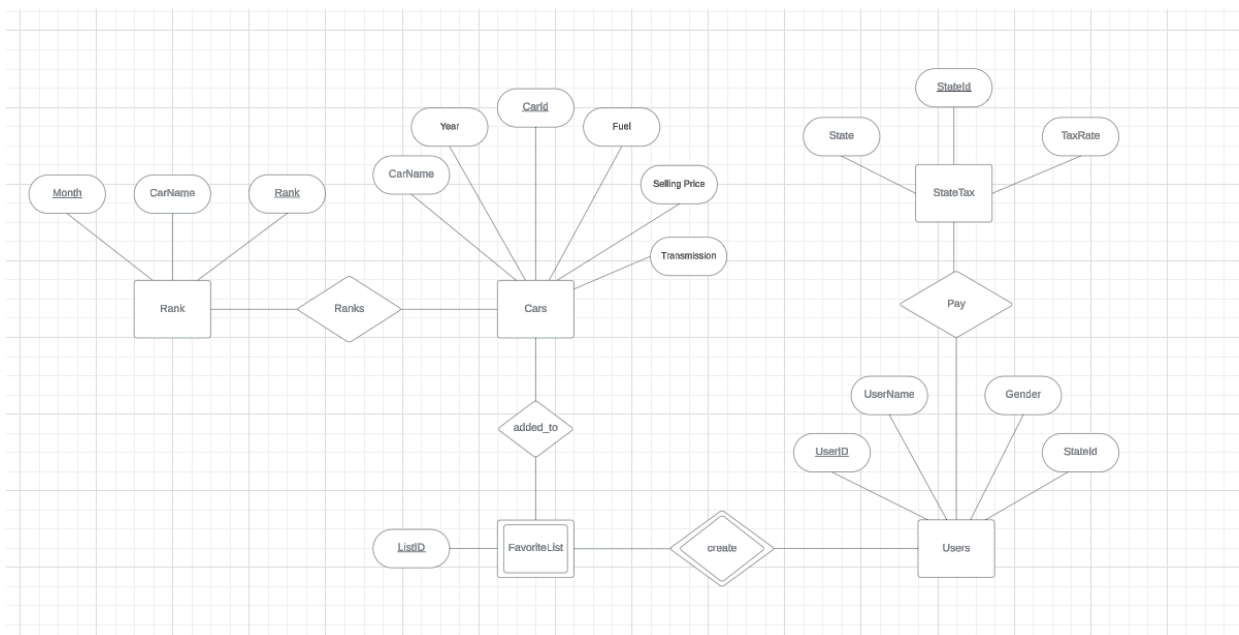 StateId
CarId
Year
Fuel
State
TaxRate
CarName
Selling Price
Month
CarName
Rank
StateTax
Transmission
Pay
Rank
Ranks
Cars
UserName
Gender
added_to
UserID
StateId
ListID
FavoriteList
create
Users